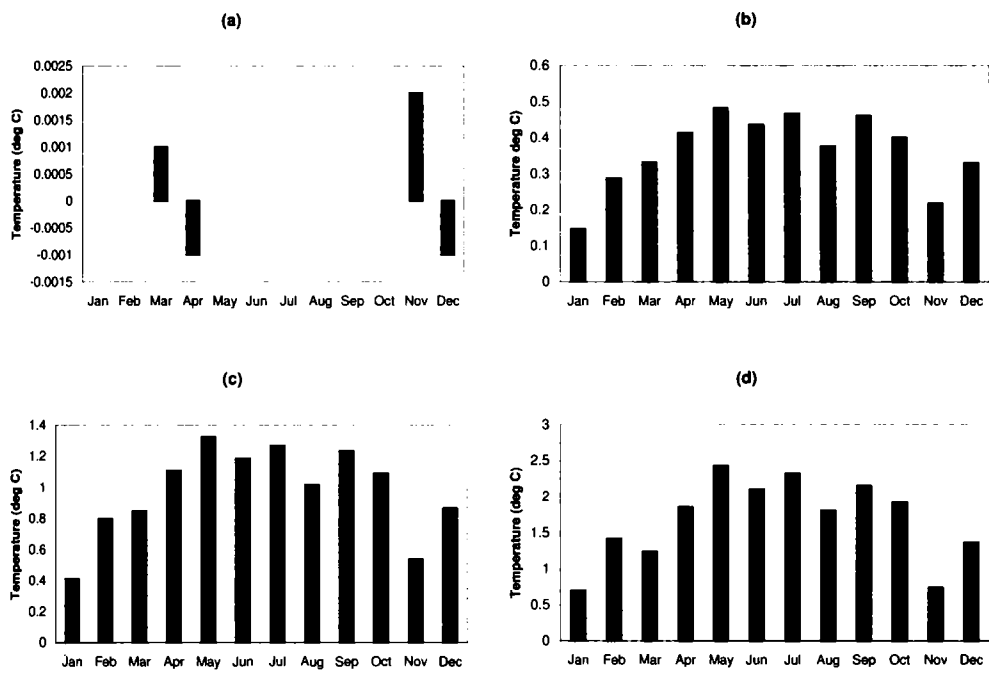 (a)
Temperature (deg C)
0.0025
0.002
0.0015
0.001
0.0005
0
-0.0005
-0.001
-0.0015
Jan Feb Mar Apr May Jun Jul Aug Sep Oct Nov Dec
(b)
Temperature deg C)
0.6
0.5
0.4
0.3
0.2
0.1
0
Jan Feb Mar Apr May Jun Jul Aug Sep Oct Nov Dec
(c)
Temperature (deg C)
1.4
1.2
1
0.8
0.6
0.4
0.2
0
Jan Feb Mar Apr May Jun Jul Aug Sep Oct Nov Dec
(d)
Temperature (deg C)
3
2.5
2
1.5
1
0.5
0
Jan Feb Mar Apr May Jun Jul Aug Sep Oct Nov Dec